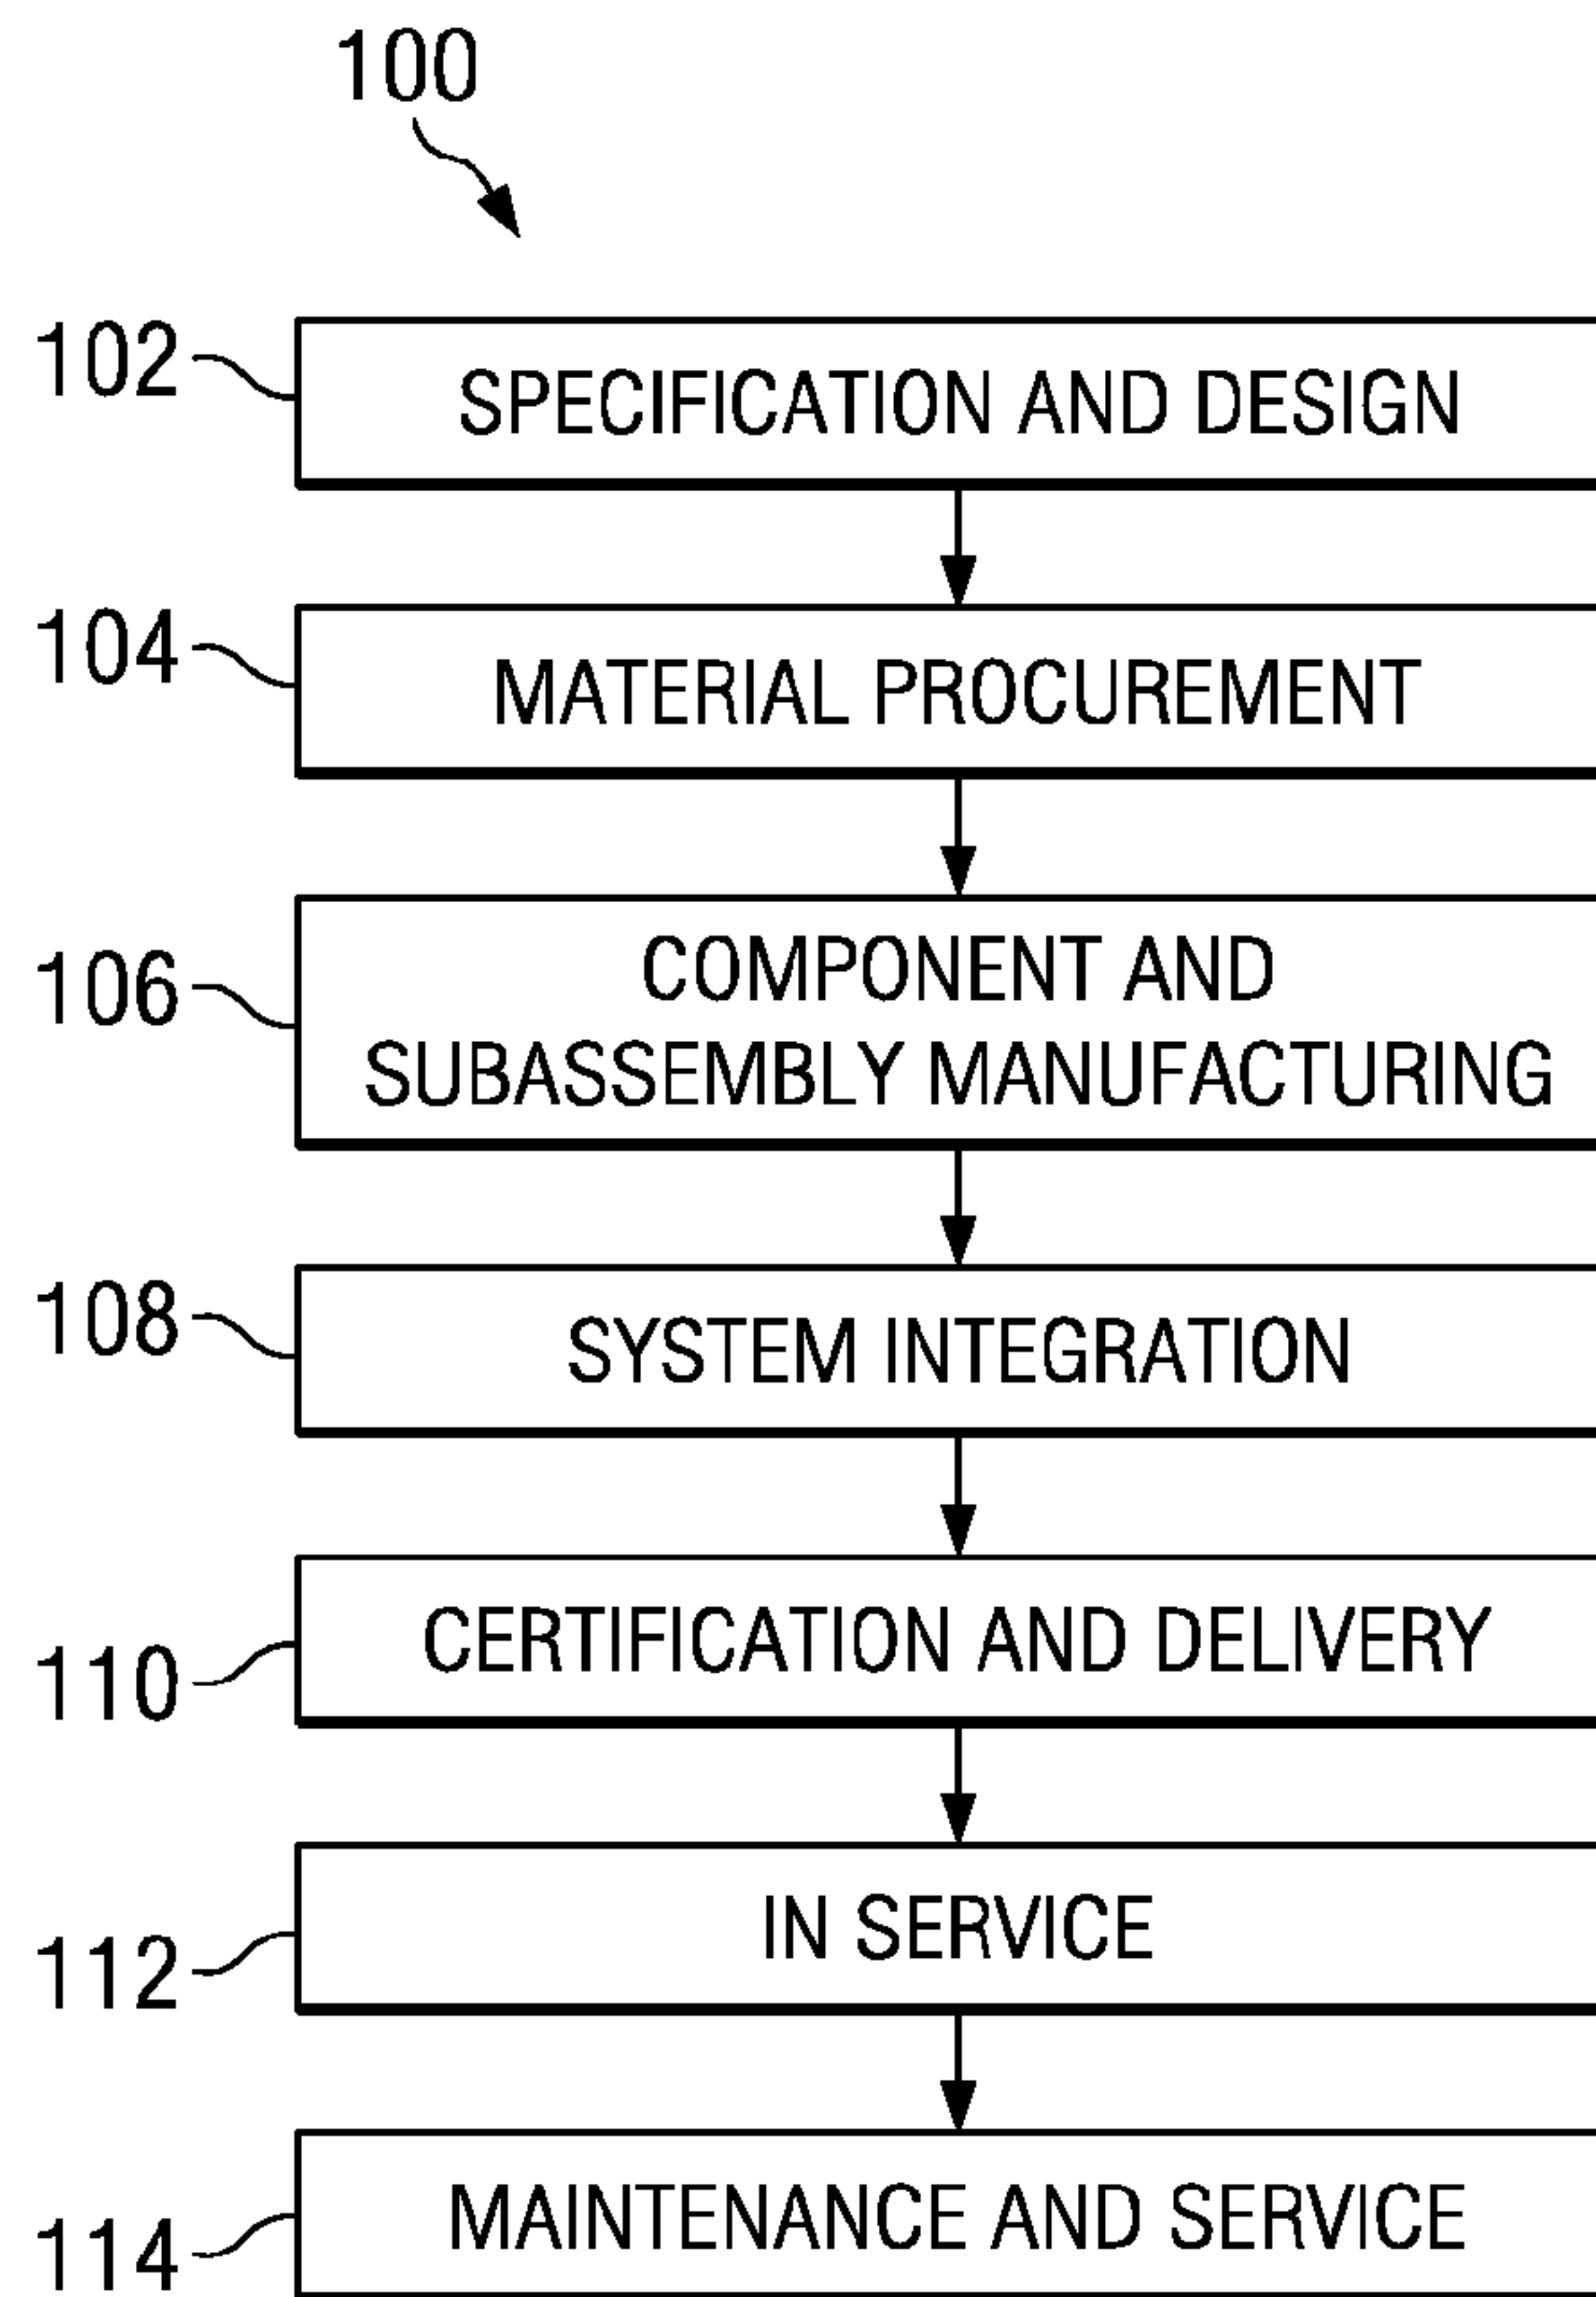 100
102
SPECIFICATION AND DESIGN
104
MATERIAL PROCUREMENT
106
COMPONENT AND
SUBASSEMBLY MANUFACTURING
108
SYSTEM INTEGRATION
110
CERTIFICATION AND DELIVERY
112
IN SERVICE
114
MAINTENANCE AND SERVICE